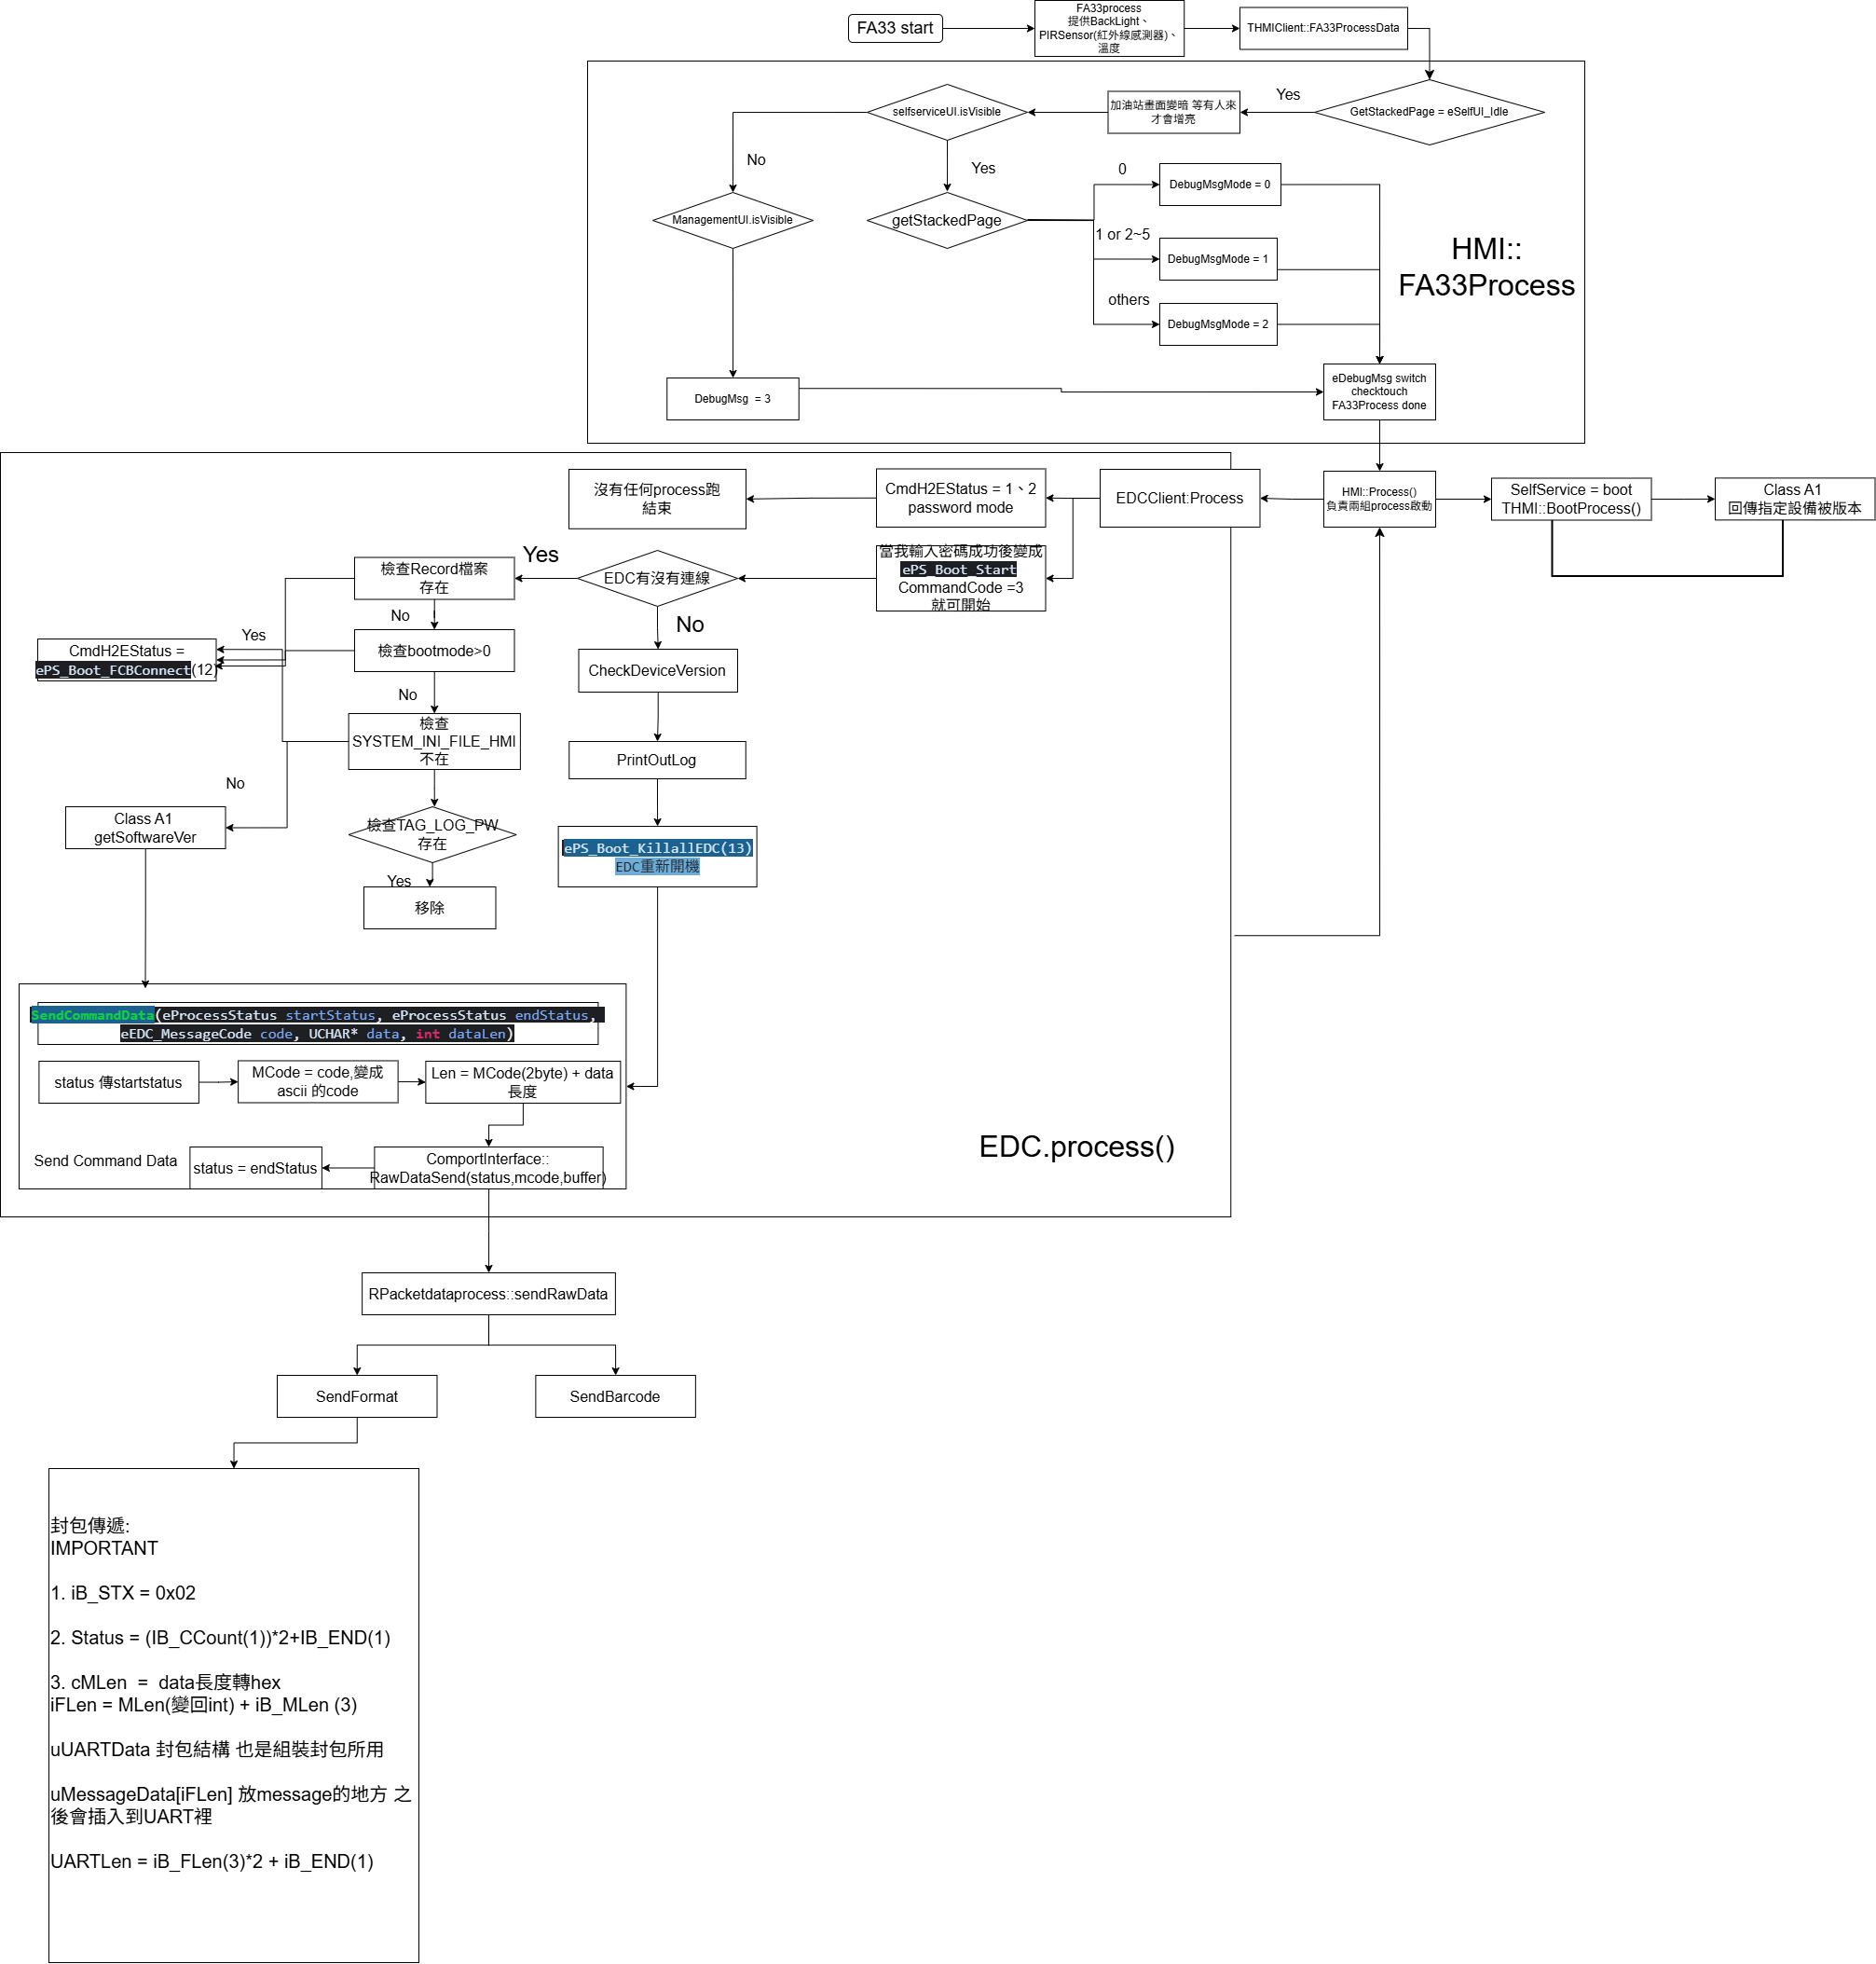 FA33 start
FA33process
提供BackLight、
PIRSensor(紅外線感測器)、
溫度
THMIClient::FA33ProcessData
GetStackedPage = eSelfUI_Idle
Yes
加油站畫面變暗 等有人來
才會增亮
selfserviceUI.isVisible
No
Yes
ManagementUI.isVisible
getStackedPage
0
DebugMsgMode = 0
1 or 2~5
DebugMsgMode = 1
others
DebugMsgMode = 2
HMI::
FA33Process
DebugMsg  = 3
eDebugMsg switch
checktouch
FA33Process done
HMI::Process()
負責兩組process啟動
SelfService = boot
THMI::BootProcess()
Class A1
回傳指定設備被版本
EDCClient:Process
CmdH2EStatus = 1、2
password mode
沒有任何process跑
結束
當我輸入密碼成功後變成
ePS_Boot_Start
CommandCode =3
就可開始
EDC有沒有連線
Yes
No
檢查Record檔案
存在
No
檢查bootmode>0
Yes
CmdH2EStatus =
ePS_Boot_FCBConnect(12)
No
檢查
SYSTEM_INI_FILE_HMI
不在
No
Class A1
getSoftwareVer
檢查TAG_LOG_PW
存在
Yes
移除
CheckDeviceVersion
PrintOutLog
ePS_Boot_KillallEDC(13)
EDC重新開機
SendCommandData(eProcessStatus startStatus, eProcessStatus endStatus,
eEDC_MessageCode code, UCHAR* data, int dataLen)
status 傳startstatus
MCode = code,變成
ascii 的code
Len = MCode(2byte) + data
長度
Send Command Data
status = endStatus
ComportInterface::
RawDataSend(status,mcode,buffer)
EDC.process()
RPacketdataprocess::sendRawData
SendFormat
SendBarcode
封包傳遞:
IMPORTANT
1. iB_STX = 0x02
2. Status = (IB_CCount(1))*2+IB_END(1)
3. cMLen  =  data長度轉hex
iFLen = MLen(變回int) + iB_MLen (3)
uUARTData 封包結構 也是組裝封包所用
uMessageData[iFLen] 放message的地方 之
後會插入到UART裡
UARTLen = iB_FLen(3)*2 + iB_END(1)